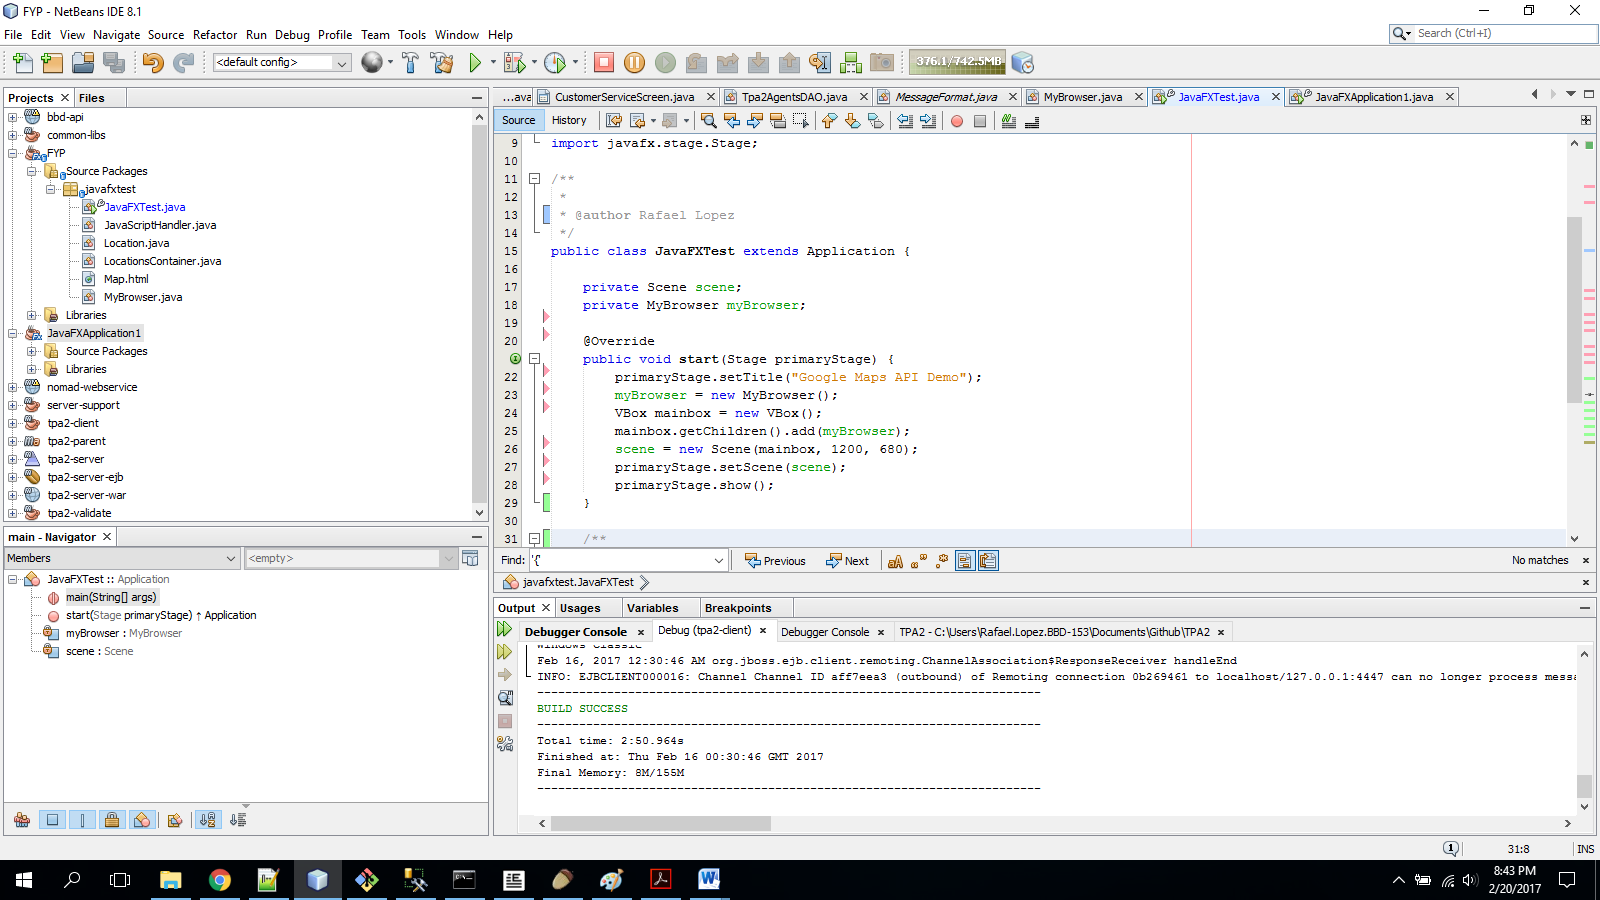 FYP - NetBeans IDE 8.1
File Edit View Navigate Source Refactor Run Debug Profile Team Tools Window Help
Search (Ctrl+I)
<default config>
376.1/742.5MB
Projects Files
bbd-api
common-libs
FYP
Source Packages
javafxtest
JavaFXTest.java
JavaScriptHandler.java
Location.java
LocationsContainer.java
Map.html
MyBrowser.java
Libraries
JavaFXApplication1
Source Packages
Libraries
nomad-webservice
server-support
tpa2-client
tpa2-parent
tpa2-server
tpa2-server-ejb
tpa2-server-war
tpa2-validate
main - Navigator
Members
<empty>
JavaFXTest :: Application
main(String[] args)
start(Stage primaryStage) ↑ Application
myBrowser : MyBrowser
scene : Scene
...ava CustomerServiceScreen.java Tpa2AgentsDAO.java MessageFormat.java MyBrowser.java JavaFXTest.java JavaFXApplication1.java
Source History
9 import javafx.stage.Stage;
10
11 /**
12 *
13 * @author Rafael Lopez
14 */
15 public class JavaFXTest extends Application {
16
17 private Scene scene;
18 private MyBrowser myBrowser;
19
20 @Override
public void start(Stage primaryStage) {
22 primaryStage.setTitle("Google Maps API Demo");
23 myBrowser = new MyBrowser();
24 VBox mainbox = new VBox();
25 mainbox.getChildren().add(myBrowser);
26 scene = new Scene(mainbox, 1200, 680);
27 primaryStage.setScene(scene);
28 primaryStage.show();
29 }
30
31 /**
Find: '{' Previous Next No matches
javafxtest.JavaFXTest
Output Usages Variables Breakpoints
Debugger Console Debug (tpa2-client) Debugger Console TPA2 - C:\Users\Rafael.Lopez.BBD-153\Documents\Github\TPA2
Windows Classic
Feb 16, 2017 12:30:46 AM org.jboss.ejb.client.remoting.ChannelAssociation$ResponseReceiver handleEnd
INFO: EJBCLIENT000016: Channel Channel ID aff7eea3 (outbound) of Remoting connection 0b269461 to localhost/127.0.0.1:4447 can no longer process messa
------------------------------------------------------------------------
BUILD SUCCESS
------------------------------------------------------------------------
Total time: 2:50.964s
Finished at: Thu Feb 16 00:30:46 GMT 2017
Final Memory: 8M/155M
------------------------------------------------------------------------
1 31:8 INS
8:43 PM
2/20/2017